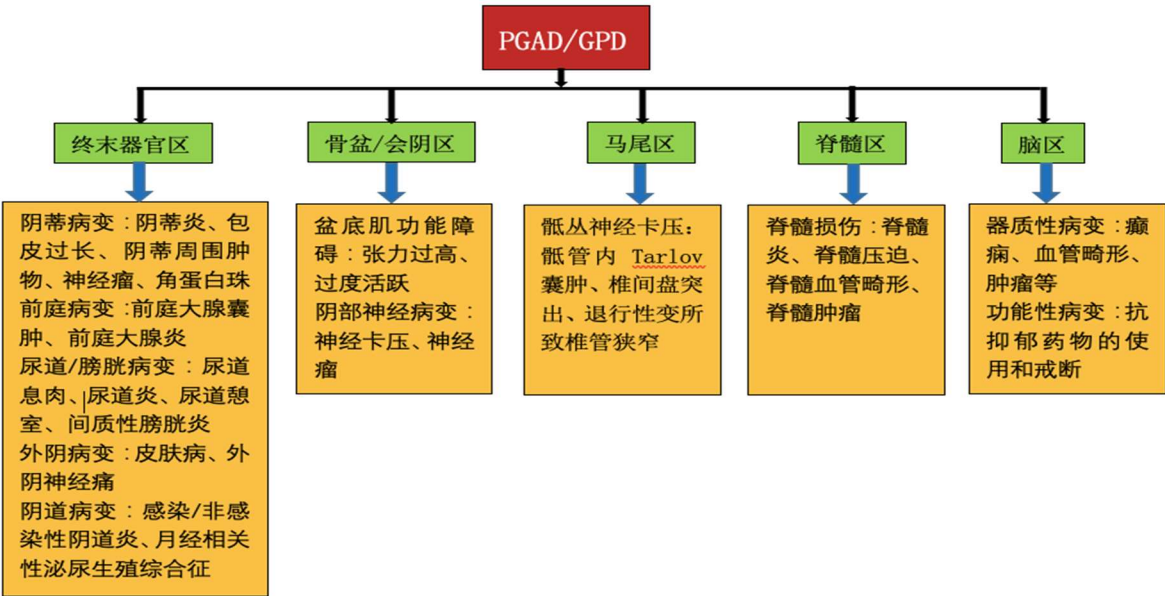 PGAD/GPD
终末器官区
骨盆/会阴区
马尾区
脊髓区
脑区
阴蒂病变：阴蒂炎、包
皮过长、阴蒂周围肿
物、神经瘤、角蛋白珠
前庭病变：前庭大腺囊
肿、前庭大腺炎
尿道/膀胱病变：尿道
息肉、尿道炎、尿道憩
室、间质性膀胱炎
外阴病变：皮肤病、外
阴神经痛
阴道病变：感染/非感
染性阴道炎、月经相关
性泌尿生殖综合征
盆底肌功能障
碍：张力过高、
过度活跃
阴部神经病变：
神经卡压、神经
瘤
骶丛神经卡压：
骶管内 Tarlov
囊肿、椎间盘突
出、退行性变所
致椎管狭窄
脊髓损伤：脊髓
炎、脊髓压迫、
脊髓血管畸形、
脊髓肿瘤
器质性病变：癫
痫、血管畸形、
肿瘤等
功能性病变：抗
抑郁药物的使
用和戒断